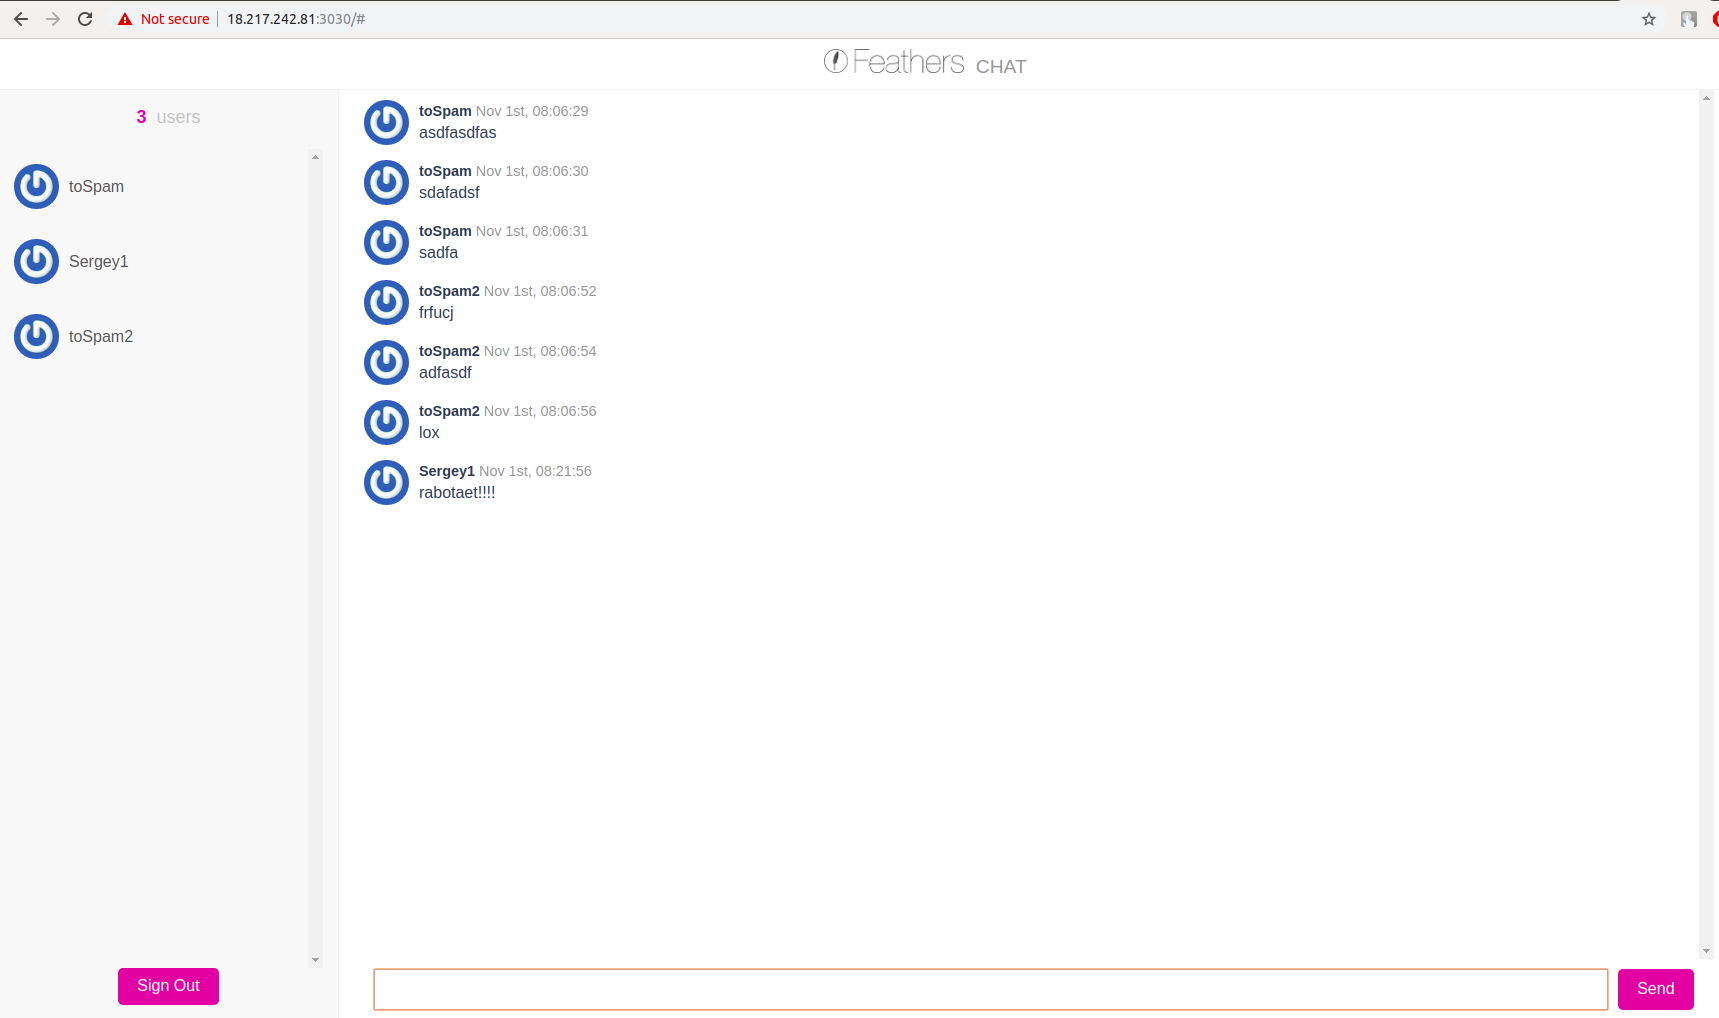 Not secure | 18.217.242.81:3030/#
Feathers CHAT
3 users
toSpam
Sergey1
toSpam2
Sign Out
toSpam Nov 1st, 08:06:29
asdfasdfas
toSpam Nov 1st, 08:06:30
sdafadsf
toSpam Nov 1st, 08:06:31
sadfa
toSpam2 Nov 1st, 08:06:52
frfucj
toSpam2 Nov 1st, 08:06:54
adfasdf
toSpam2 Nov 1st, 08:06:56
lox
Sergey1 Nov 1st, 08:21:56
rabotaet!!!!
Send